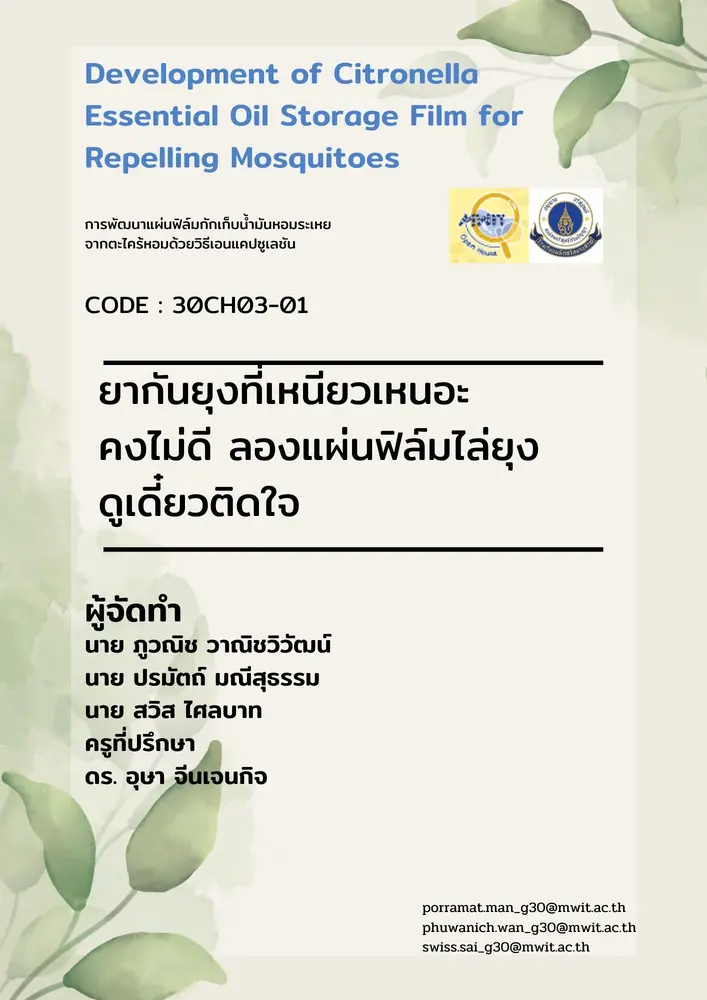 Development of Citronella
Essential Oil Storage Film for
Repelling Mosquitoes
การพัฒนาแผ่นฟิล์มกักเก็บน้ำมันหอมระเหย
จากตะไคร้หอมด้วยวิธีเอนแคปซูเลชัน
Open House
CODE : 30CH03-01
ยากันยุงที่เหนียวเหนอะ
คงไม่ดี ลองแผ่นฟิล์มไล่ยุง
ดูเดี๋ยวติดใจ
ผู้จัดทำ
นาย ภูวณิช วาณิชวิวัฒน์
นาย ปรมัตถ์ มณีสุธรรม
นาย สวิส ไศลบาท
ครูที่ปรึกษา
ดร. อุษา จีนเจนกิจ
porramat.man_g30@mwit.ac.th
phuwanich.wan_g30@mwit.ac.th
swiss.sai_g30@mwit.ac.th